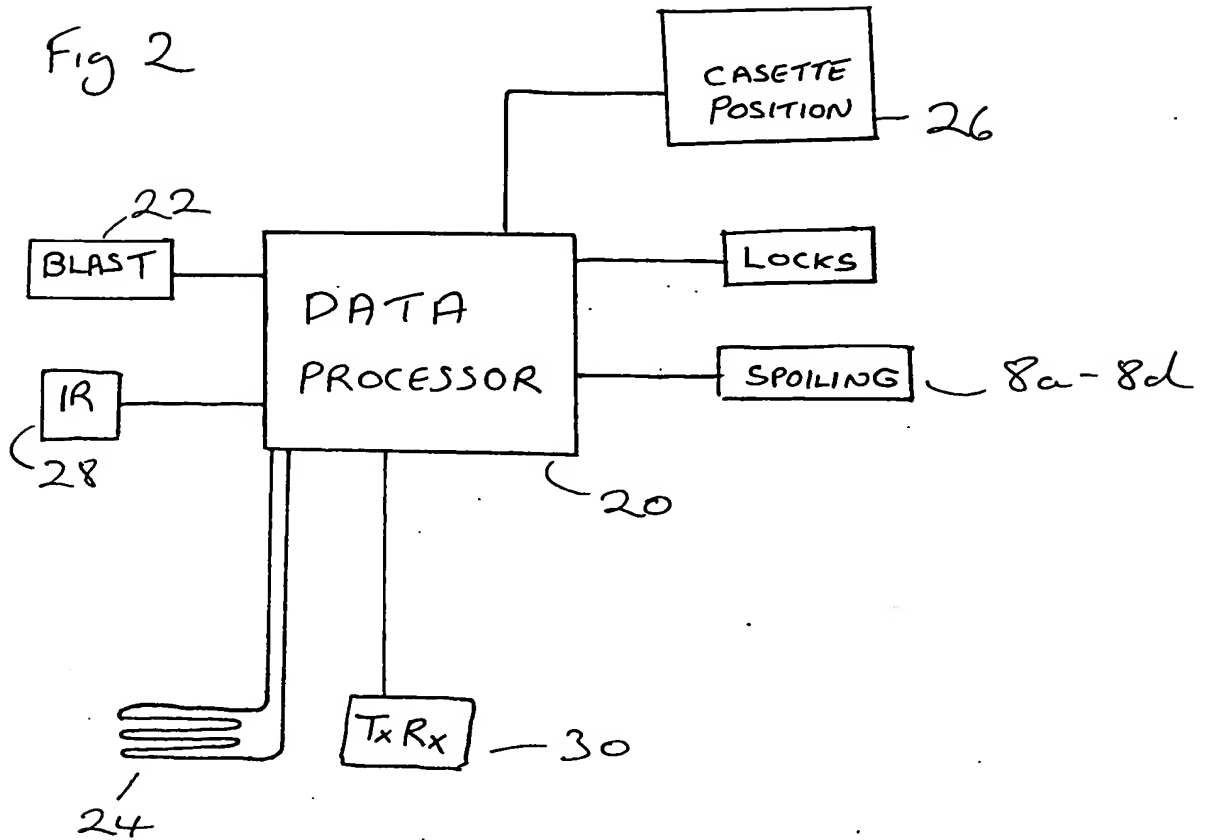 Fig 2
CASETTE
POSITION
26
22
BLAST
LOCKS
DATA
PROCESSOR
SPOILING
8a-8d
IR
28
20
TxRx
30
24